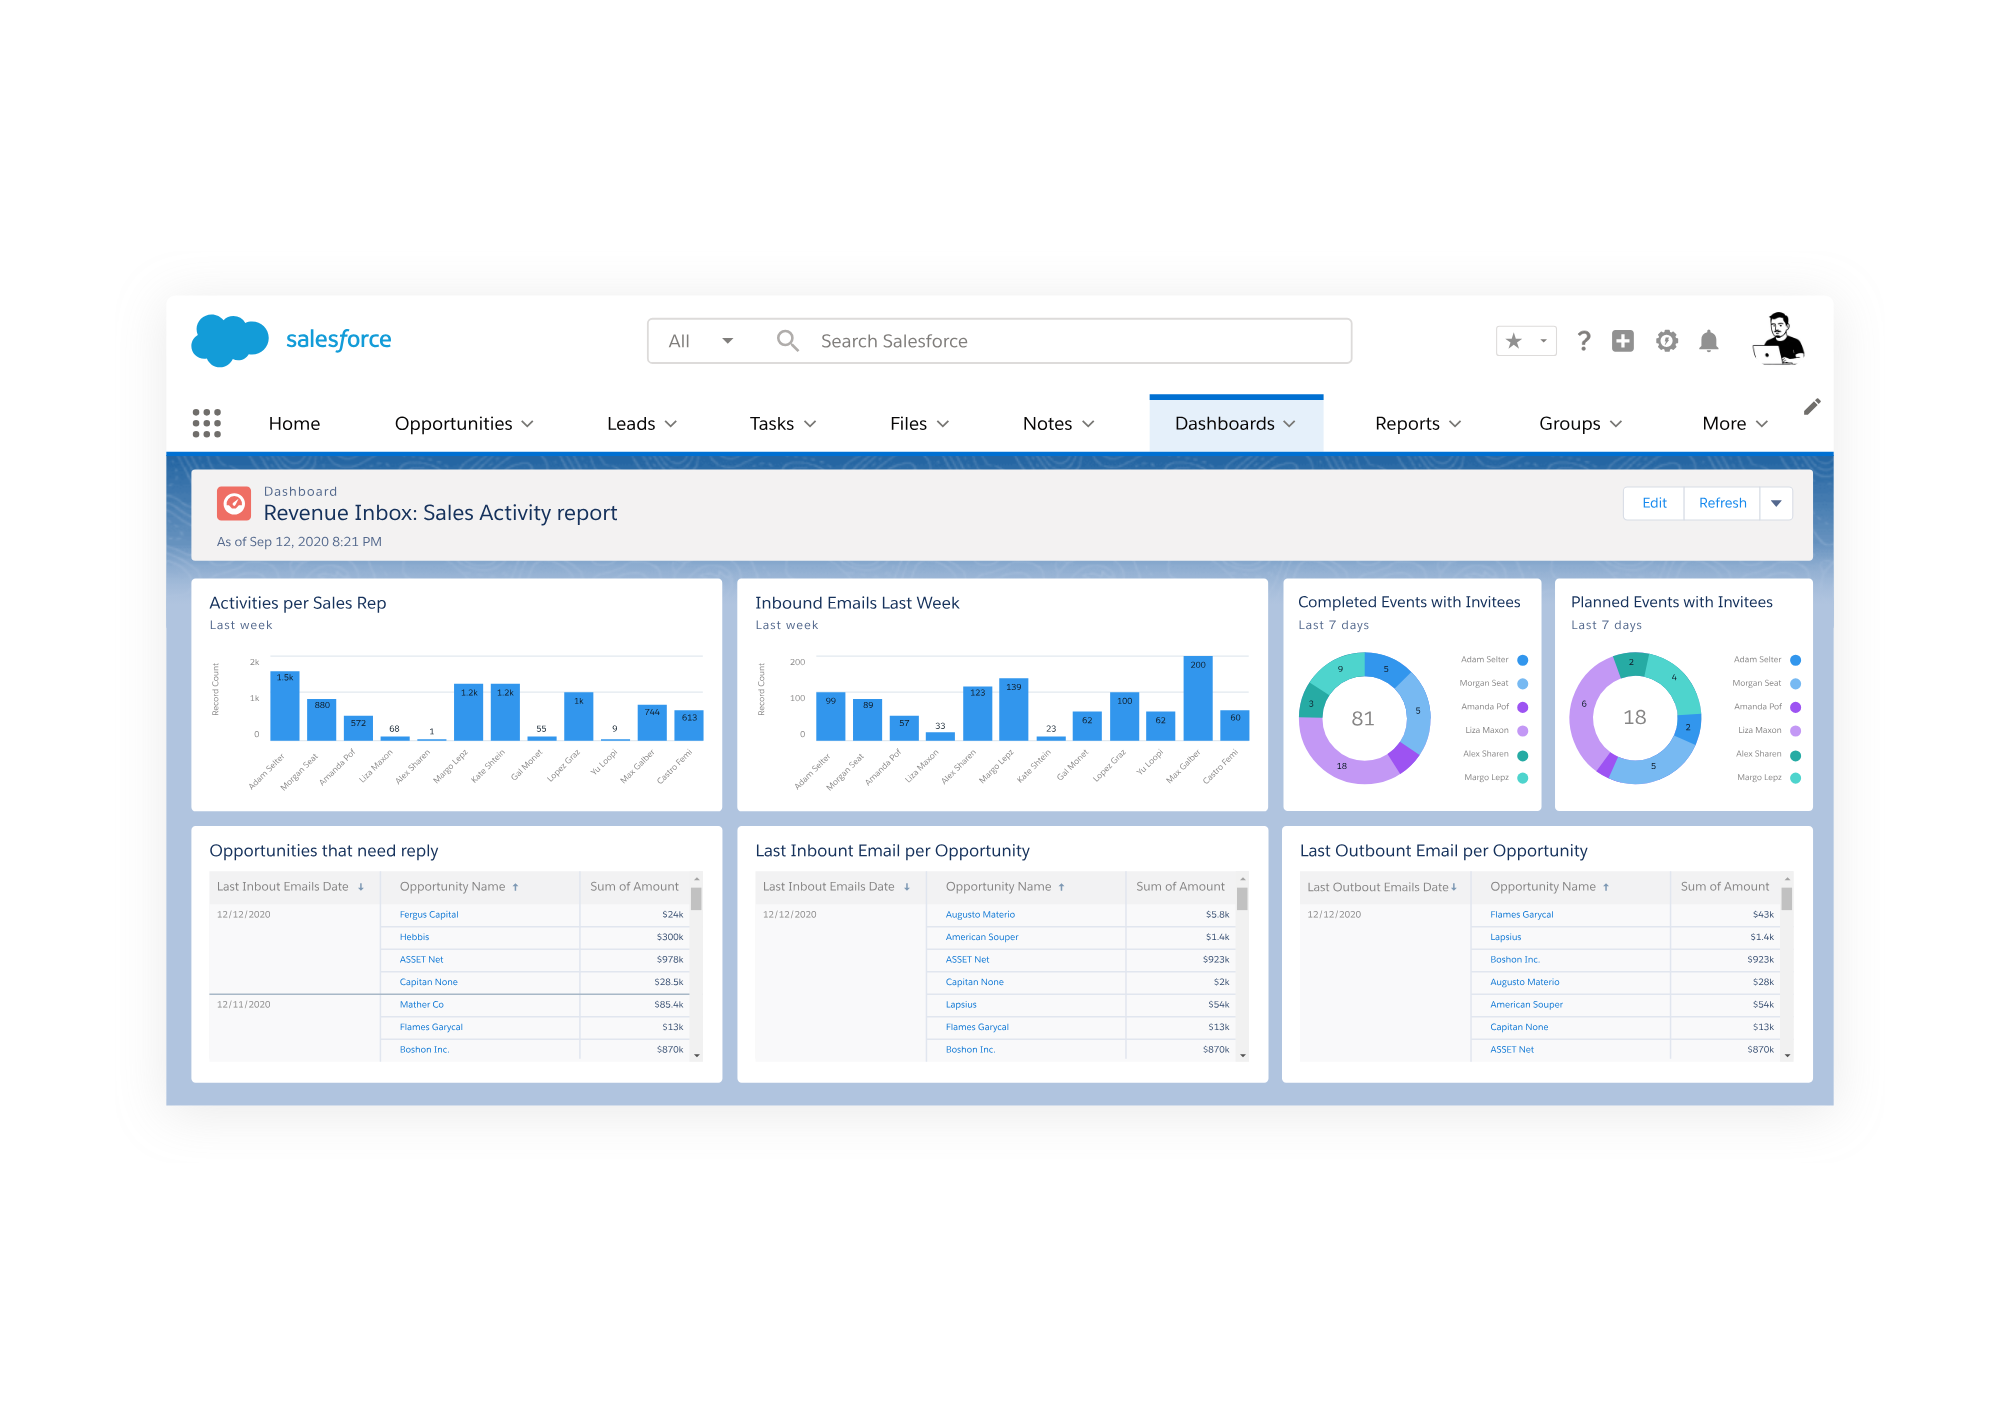 salesforce
All Search Salesforce
Home Opportunities Leads Tasks Files Notes Dashboards Reports Groups More
Dashboard
Revenue Inbox: Sales Activity report
As of Sep 12, 2020 8:21 PM
Edit Refresh
Activities per Sales Rep
Last week
Record Count
2k
1k
0
1.5k 880 572 68 1 1.2k 1.2k 55 1k 9 744 613
Adam Selter Morgan Seat Amanda Pof Liza Maxon Alex Sharen Margo Lepz Kate Shtein Gal Monet Lopez Graz Yu Loopi Max Galber Castro Femi
Inbound Emails Last Week
Last week
Record Count
200
100
0
99 89 57 33 123 139 23 62 100 62 200 60
Adam Selter Morgan Seat Amanda Pof Liza Maxon Alex Sharen Margo Lepz Kate Shtein Gal Monet Lopez Graz Yu Loopi Max Galber Castro Femi
Completed Events with Invitees
Last 7 days
9 5
5
3
18
81
Adam Selter
Morgan Seat
Amanda Pof
Liza Maxon
Alex Sharen
Margo Lepz
Planned Events with Invitees
Last 7 days
2
4
6
2
5
18
Adam Selter
Morgan Seat
Amanda Pof
Liza Maxon
Alex Sharen
Margo Lepz
Opportunities that need reply
Last Inbout Emails Date Opportunity Name Sum of Amount
12/12/2020 Fergus Capital $24k
Hebbis $300k
ASSET Net $978k
Capitan None $28.5k
12/11/2020 Mather Co $85.4k
Flames Garycal $13k
Boshon Inc. $870k
Last Inbount Email per Opportunity
Last Inbout Emails Date Opportunity Name Sum of Amount
12/12/2020 Augusto Materio $5.8k
American Souper $1.4k
ASSET Net $923k
Capitan None $2k
Lapsius $54k
Flames Garycal $13k
Boshon Inc. $870k
Last Outbount Email per Opportunity
Last Outbout Emails Date Opportunity Name Sum of Amount
12/12/2020 Flames Garycal $43k
Lapsius $1.4k
Boshon Inc. $923k
Augusto Materio $28k
American Souper $54k
Capitan None $13k
ASSET Net $870k